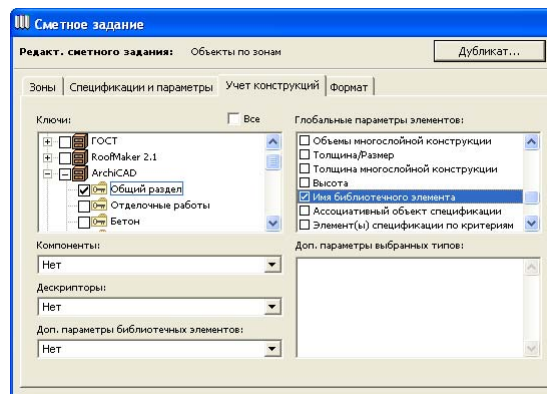 Сметное задание
Редакт. сметного задания: Объекты по зонам
Дубликат...
Зоны
Спецификации и параметры
Учет конструкций
Формат
Ключи:
Все
ГОСТ
RoofMaker 2.1
ArchiCAD
Общий раздел
Отделочные работы
Бетон
Компоненты:
Нет
Дескрипторы:
Нет
Доп. параметры библиотечных элементов:
Нет
Глобальные параметры элементов:
Объемы многослойной конструкции
Толщина/Размер
Толщина многослойной конструкции
Высота
Имя библиотечного элемента
Ассоциативный объект спецификации
Элемент(ы) спецификации по критериям
Доп. параметры выбранных типов: